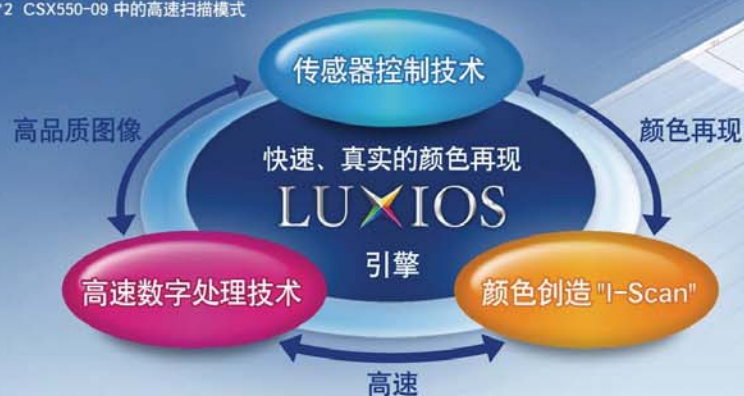 *2 CSX550-09 中的高速扫描模式
传感器控制技术
高品质图像
颜色再现
快速、真实的颜色再现
LUXIOS
引擎
高速数字处理技术
颜色创造 "I-Scan"
高速